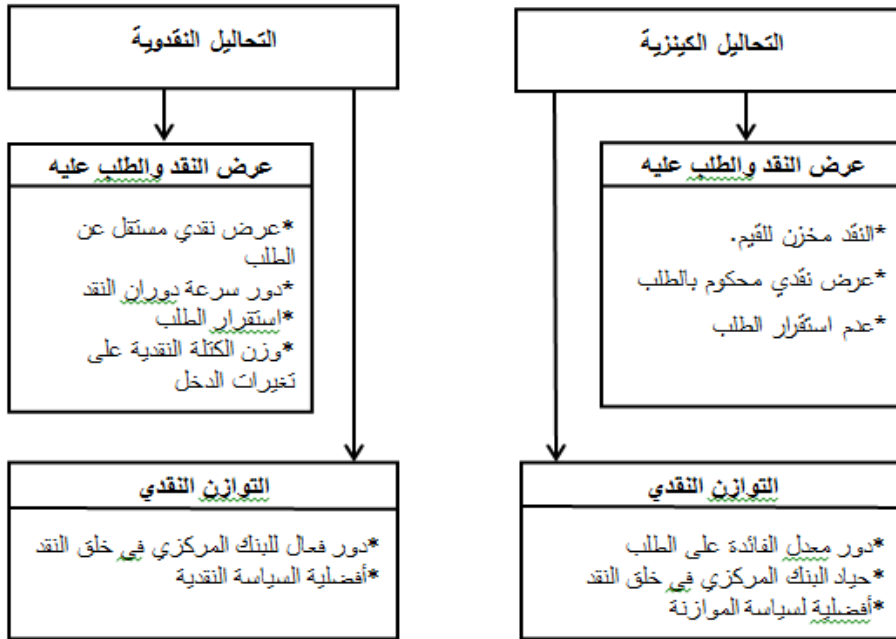 التحاليل الكينزية
عرض النقد والطلب عليه
*النقد مخزن للقيم.
*عرض نقدي محكوم بالطلب
*عدم استقرار الطلب
التوازن النقدي
*دور معدل الفائدة على الطلب
*حياد البنك المركزي في خلق النقد
*أفضلية لسياسة الموازنة
التحاليل النقدوية
عرض النقد والطلب عليه
*عرض نقدي مستقل عن
الطلب
*دور سرعة دوران النقد
*استقرار الطلب
*وزن الكتلة النقدية على
تغيرات الدخل
التوازن النقدي
*دور فعال للبنك المركزي في خلق النقد
*أفضلية السياسة النقدية